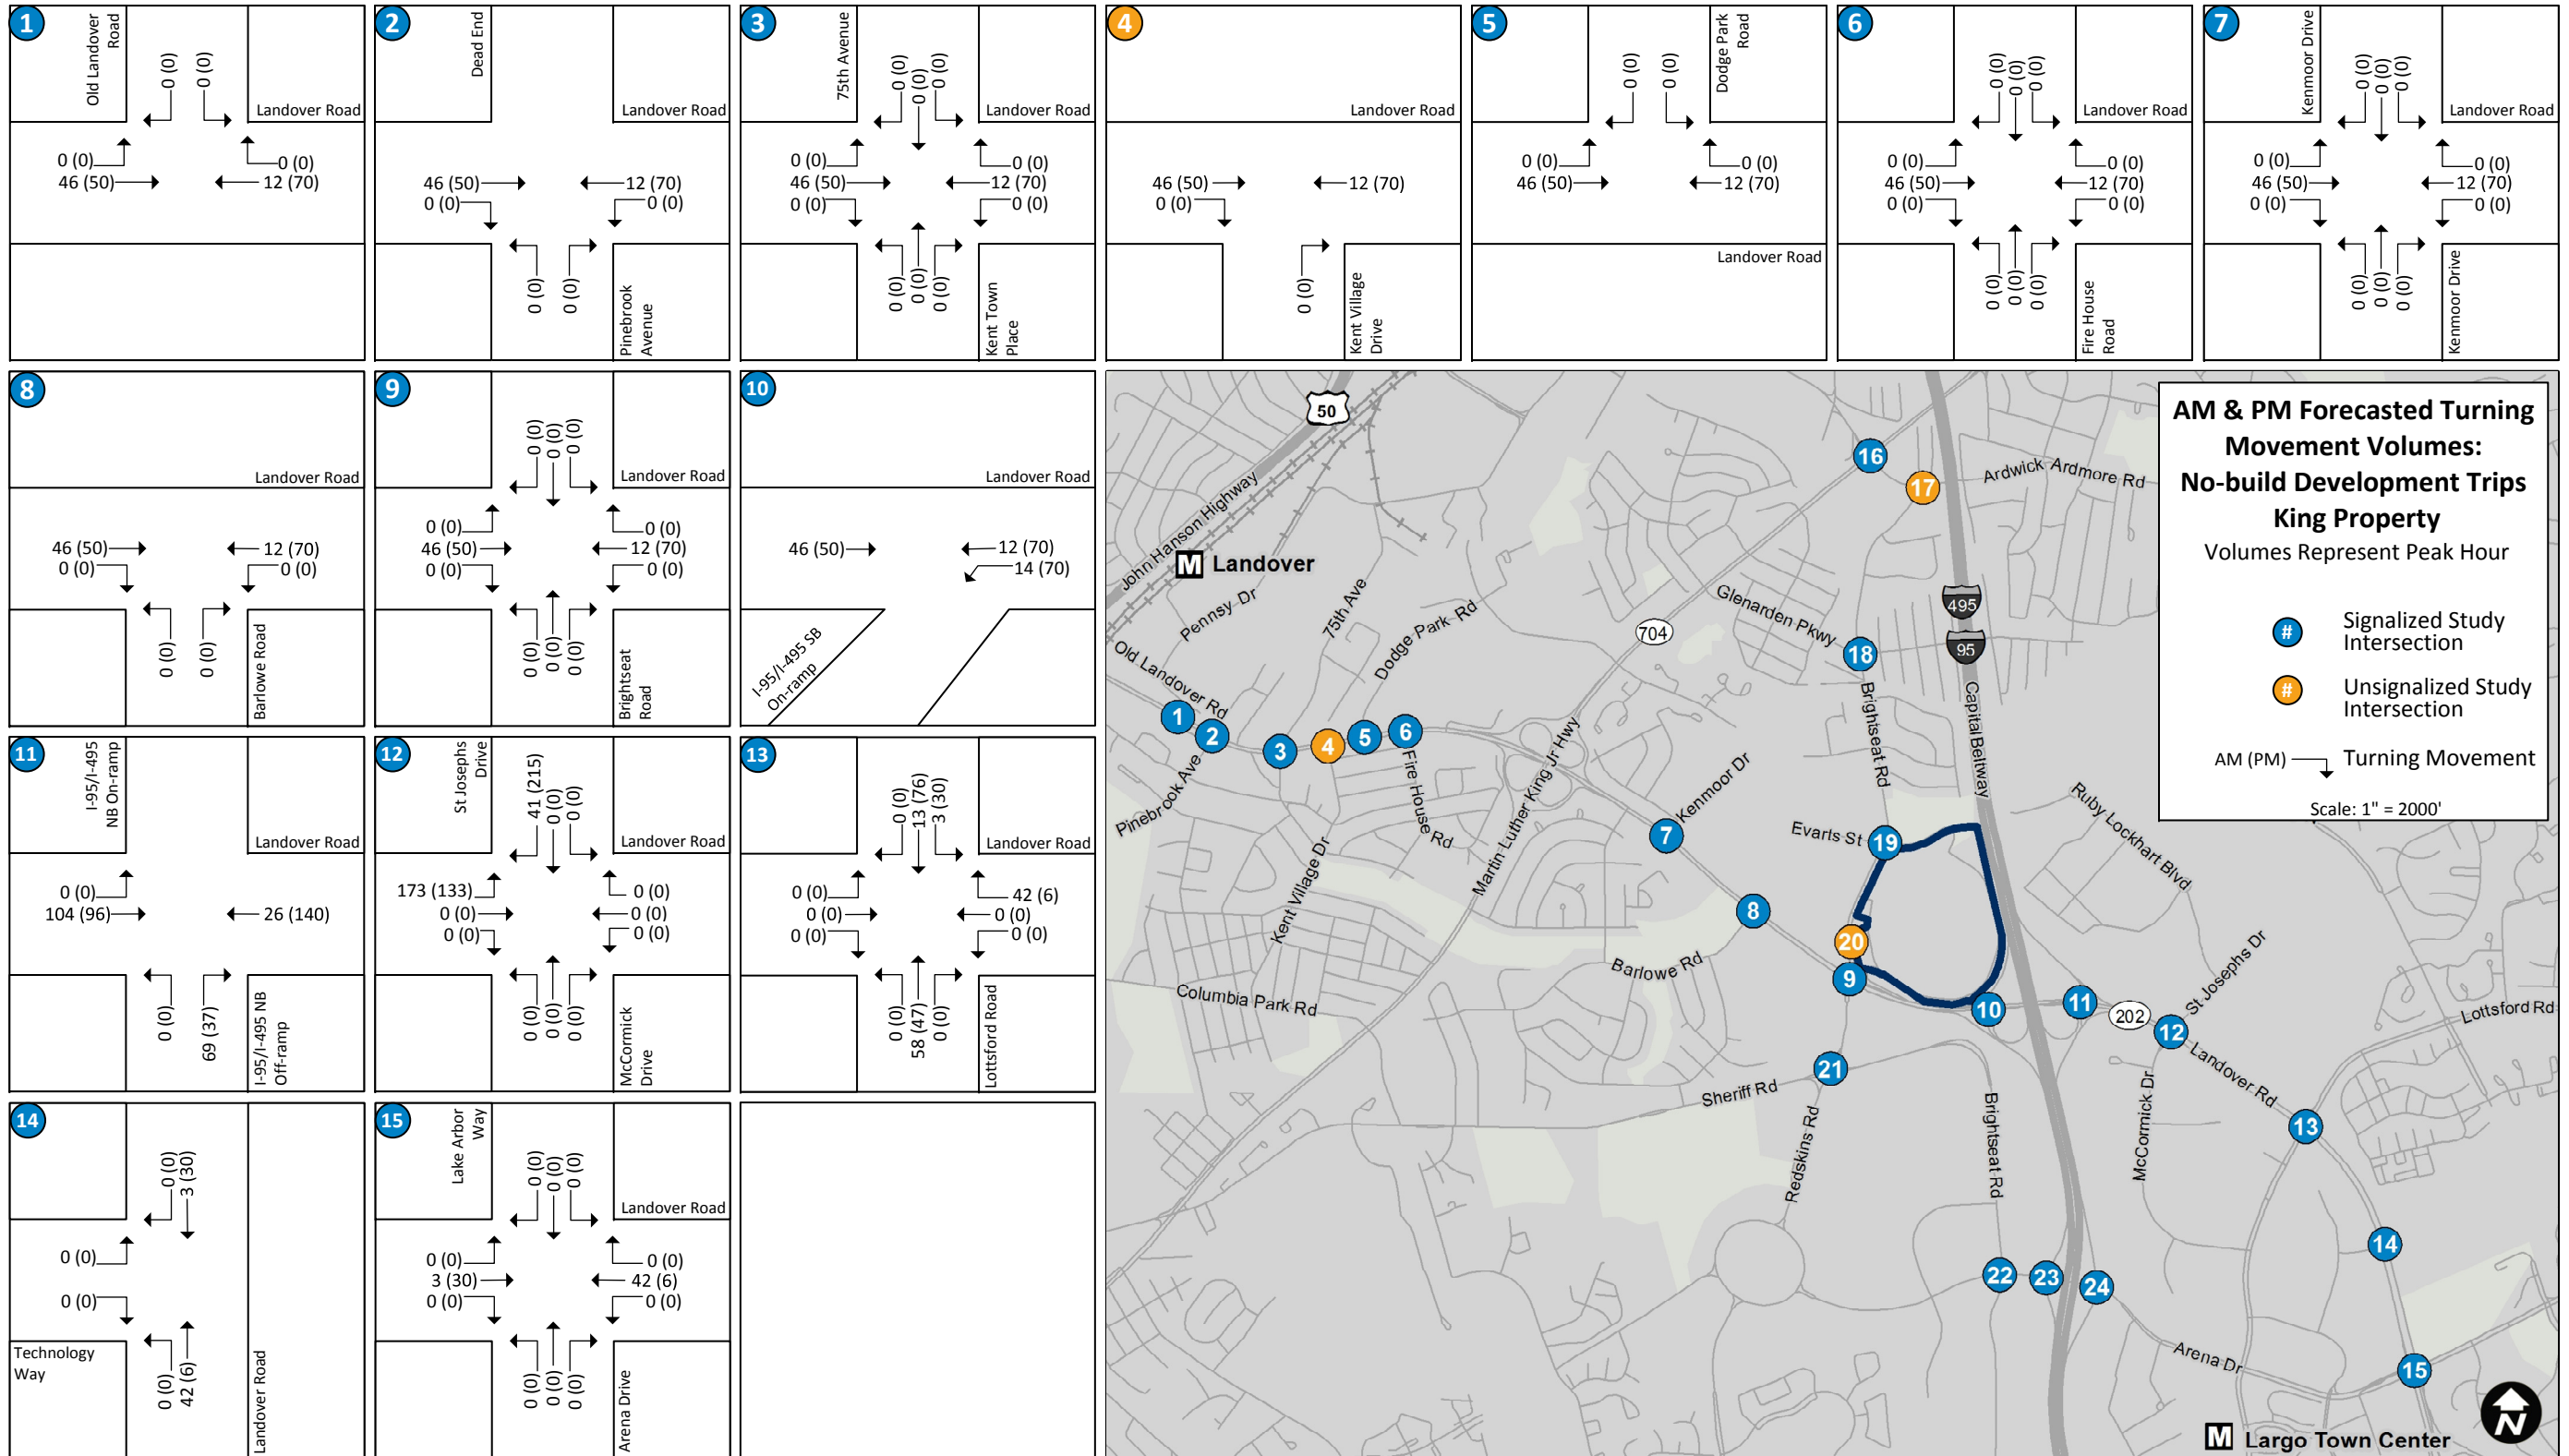 1
Old Landover
Road
0 (0)
0 (0)
Landover Road
0 (0)
46 (50)
0 (0)
12 (70)
2
Dead End
Landover Road
46 (50)
0 (0)
12 (70)
0 (0)
0 (0)
0 (0)
Pinebrook
Avenue
3
75th Avenue
0 (0)
0 (0)
0 (0)
Landover Road
0 (0)
46 (50)
0 (0)
0 (0)
12 (70)
0 (0)
0 (0)
0 (0)
0 (0)
Kent Town
Place
4
Landover Road
46 (50)
0 (0)
12 (70)
0 (0)
Kent Village
Drive
5
0 (0)
0 (0)
Dodge Park
Road
0 (0)
46 (50)
0 (0)
12 (70)
Landover Road
6
0 (0)
0 (0)
0 (0)
Landover Road
0 (0)
46 (50)
0 (0)
0 (0)
12 (70)
0 (0)
0 (0)
0 (0)
0 (0)
Fire House
Road
7
Kenmoor Drive
0 (0)
0 (0)
0 (0)
Landover Road
0 (0)
46 (50)
0 (0)
0 (0)
12 (70)
0 (0)
0 (0)
0 (0)
0 (0)
Kenmoor Drive
8
Landover Road
46 (50)
0 (0)
12 (70)
0 (0)
0 (0)
0 (0)
Barlowe Road
9
0 (0)
0 (0)
0 (0)
Landover Road
0 (0)
46 (50)
0 (0)
0 (0)
12 (70)
0 (0)
0 (0)
0 (0)
0 (0)
Brightseat
Road
10
Landover Road
46 (50)
12 (70)
14 (70)
I-95/I-495 SB
On-ramp
11
I-95/I-495
NB On-ramp
Landover Road
0 (0)
104 (96)
26 (140)
0 (0)
69 (37)
I-95/I-495 NB
Off-ramp
12
St Josephs
Drive
41 (215)
0 (0)
0 (0)
Landover Road
173 (133)
0 (0)
0 (0)
0 (0)
0 (0)
0 (0)
0 (0)
0 (0)
0 (0)
McCormick
Drive
13
0 (0)
13 (76)
3 (30)
Landover Road
0 (0)
0 (0)
0 (0)
42 (6)
0 (0)
0 (0)
0 (0)
58 (47)
0 (0)
Lottsford Road
14
0 (0)
3 (30)
0 (0)
0 (0)
Technology
Way
0 (0)
42 (6)
Landover Road
15
Lake Arbor
Way
0 (0)
0 (0)
0 (0)
Landover Road
0 (0)
3 (30)
0 (0)
0 (0)
42 (6)
0 (0)
0 (0)
0 (0)
0 (0)
Arena Drive
AM & PM Forecasted Turning
Movement Volumes:
No-build Development Trips
King Property
Volumes Represent Peak Hour
#
Signalized Study
Intersection
#
Unsignalized Study
Intersection
AM (PM)
Turning Movement
Scale: 1" = 2000'
50
John Hanson Highway
M Landover
Pennsy Dr
75th Ave
Dodge Park Rd
Old Landover Rd
704
Glenarden Pkwy
16
17
Ardwick Ardmore Rd
495
95
18
Brightseat Rd
Capital Beltway
1
2
3
4
5
6
Pinebrook Ave
Fire House Rd
Kent Village Dr
Martin Luther King Jr Hwy
Kenmoor Dr
7
Evarts St
19
Ruby Lockhart Blvd
8
20
9
Barlowe Rd
Columbia Park Rd
10
11
202
12
St Josephs Dr
Lottsford Rd
Landover Rd
21
Sheriff Rd
Redskins Rd
Brightseat Rd
McCormick Dr
13
14
22
23
24
Arena Dr
15
M Largo Town Center
N